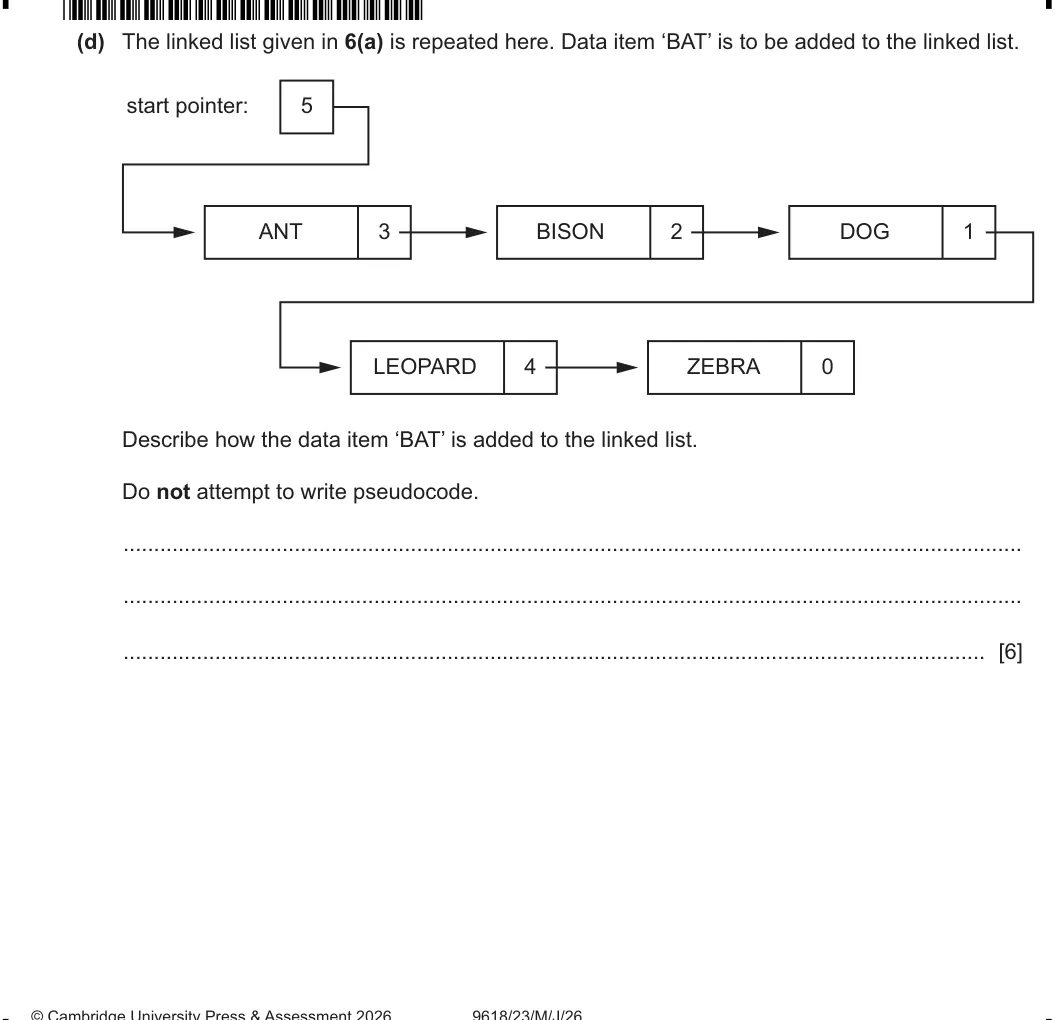 (d) The linked list given in 6(a) is repeated here. Data item ‘BAT’ is to be added to the linked list.
start pointer: 5
ANT 3 BISON 2 DOG 1
LEOPARD 4 ZEBRA 0
Describe how the data item ‘BAT’ is added to the linked list.
Do not attempt to write pseudocode.
..........................................................................................................................................................
..........................................................................................................................................................
.................................................................................................................................................... [6]
© Cambridge University Press & Assessment 2026 9618/23/M/J/26